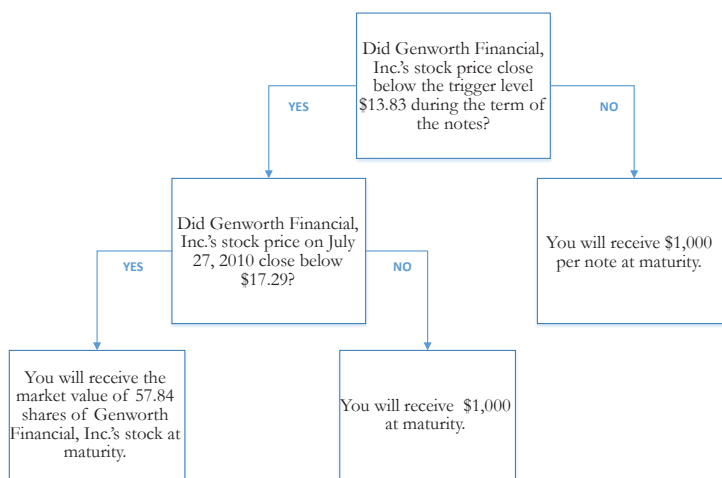 Did Genworth Financial,
Inc.'s stock price close
below the trigger level
$13.83 during the term of
the notes?
YES
NO
Did Genworth Financial,
Inc.'s stock price on July
27, 2010 close below
$17.29?
You will receive $1,000
per note at maturity.
YES
NO
You will receive the
market value of 57.84
shares of Genworth
Financial, Inc.'s stock at
maturity.
You will receive $1,000
at maturity.